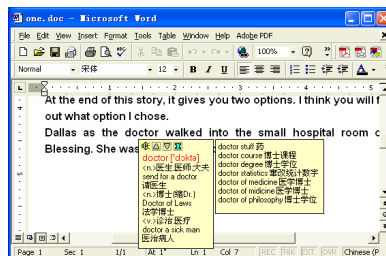 one.doc - Microsoft Word
File Edit View Insert Format Tools Table Window Help Adobe PDF
100%
Normal 宋体 12 B I U A
At the end of this story, it gives you two options. I think you will f
out what option I chose.
Dallas as the doctor walked into the small hospital room o
Blessing. She was
doctor ['dɔktə]
<n.>医生 医师 大夫
send for a doctor
请医生
<n.>博士(略Dr.)
Doctor of Laws
法学博士
<v.>诊治 医疗
doctor a sick man
医治病人
doctor stuff 药
doctor course 博士课程
doctor degree 博士学位
doctor statistics 窜改统计数字
doctor of medicine 医学博士
doctor of midicine 医学博士
doctor of philosophy 博士学位
Page 1 Sec 1 1/1 At 1" Ln 1 Col 7 REC TRK EXT OVR Chinese (P